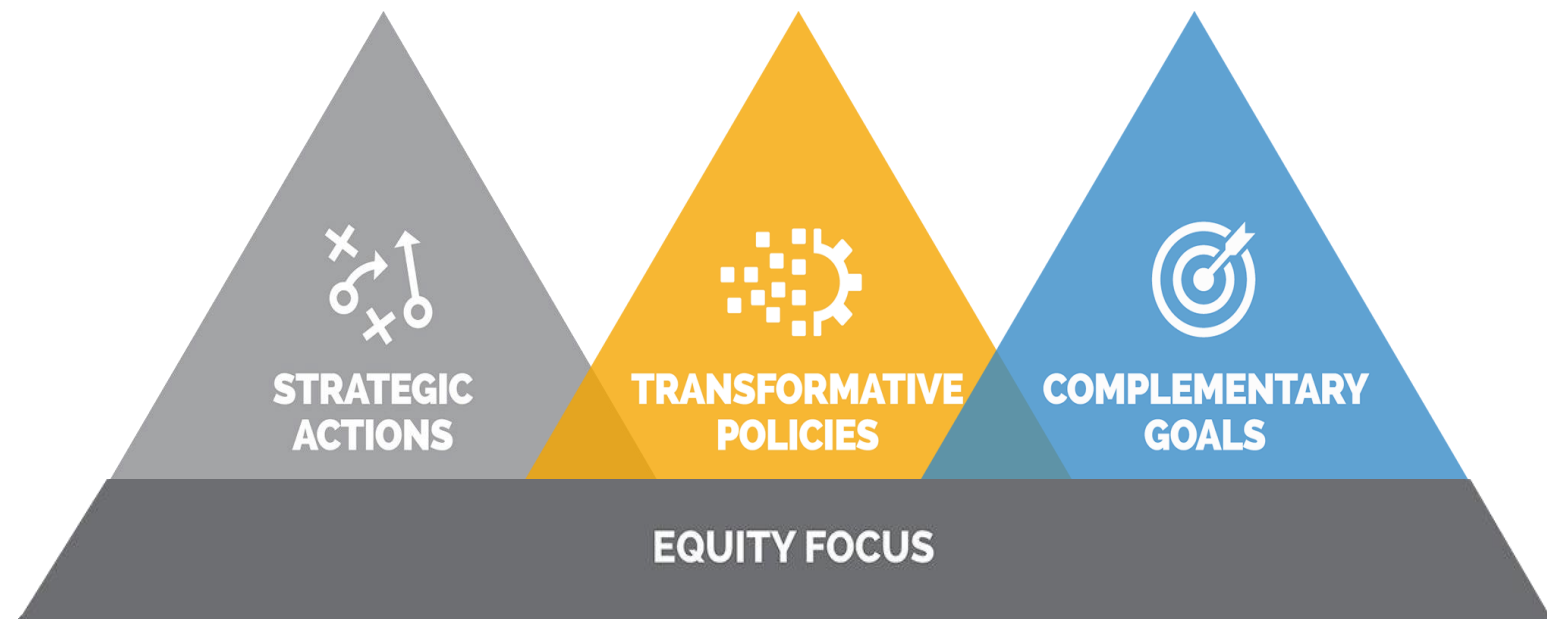 STRATEGIC
ACTIONS
TRANSFORMATIVE
POLICIES
COMPLEMENTARY
GOALS
EQUITY FOCUS